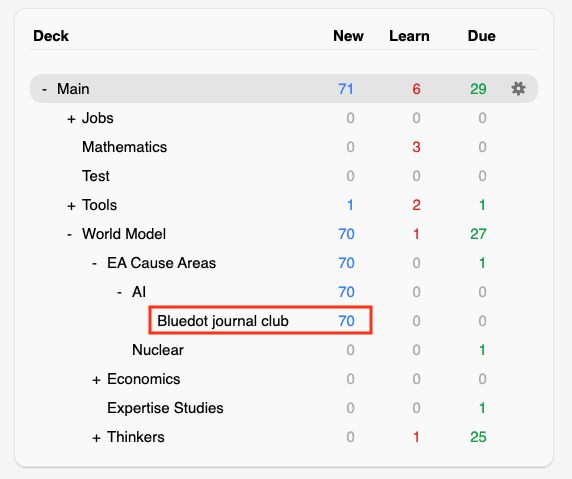 Deck New Learn Due
- Main 71 6 29
+ Jobs 0 0 0
Mathematics 0 3 0
Test 0 0 0
+ Tools 1 2 1
- World Model 70 1 27
- EA Cause Areas 70 0 1
- AI 70 0 0
Bluedot journal club 70 0 0
Nuclear 0 0 1
+ Economics 0 0 0
Expertise Studies 0 0 1
+ Thinkers 0 1 25